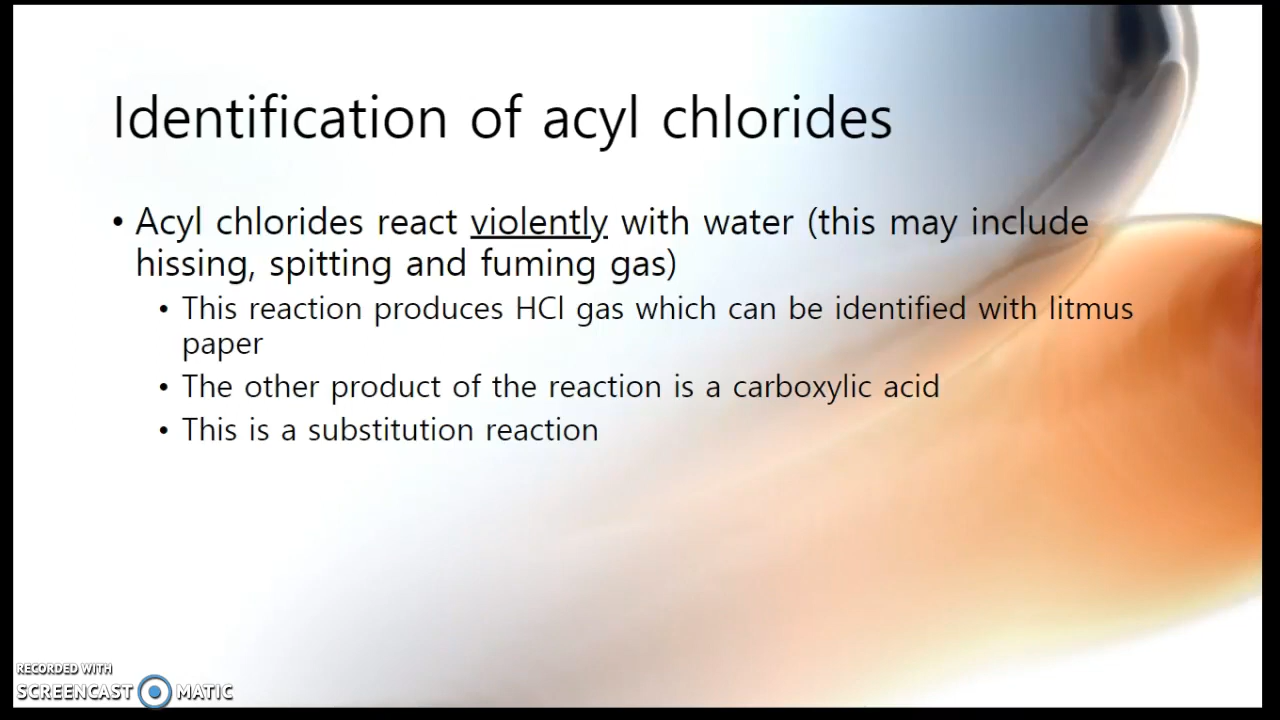 Identification of acyl chlorides
• Acyl chlorides react violently with water (this may include
hissing, spitting and fuming gas)
• This reaction produces HCl gas which can be identified with litmus
paper
• The other product of the reaction is a carboxylic acid
• This is a substitution reaction
RECORDED WITH
SCREENCAST MATIC